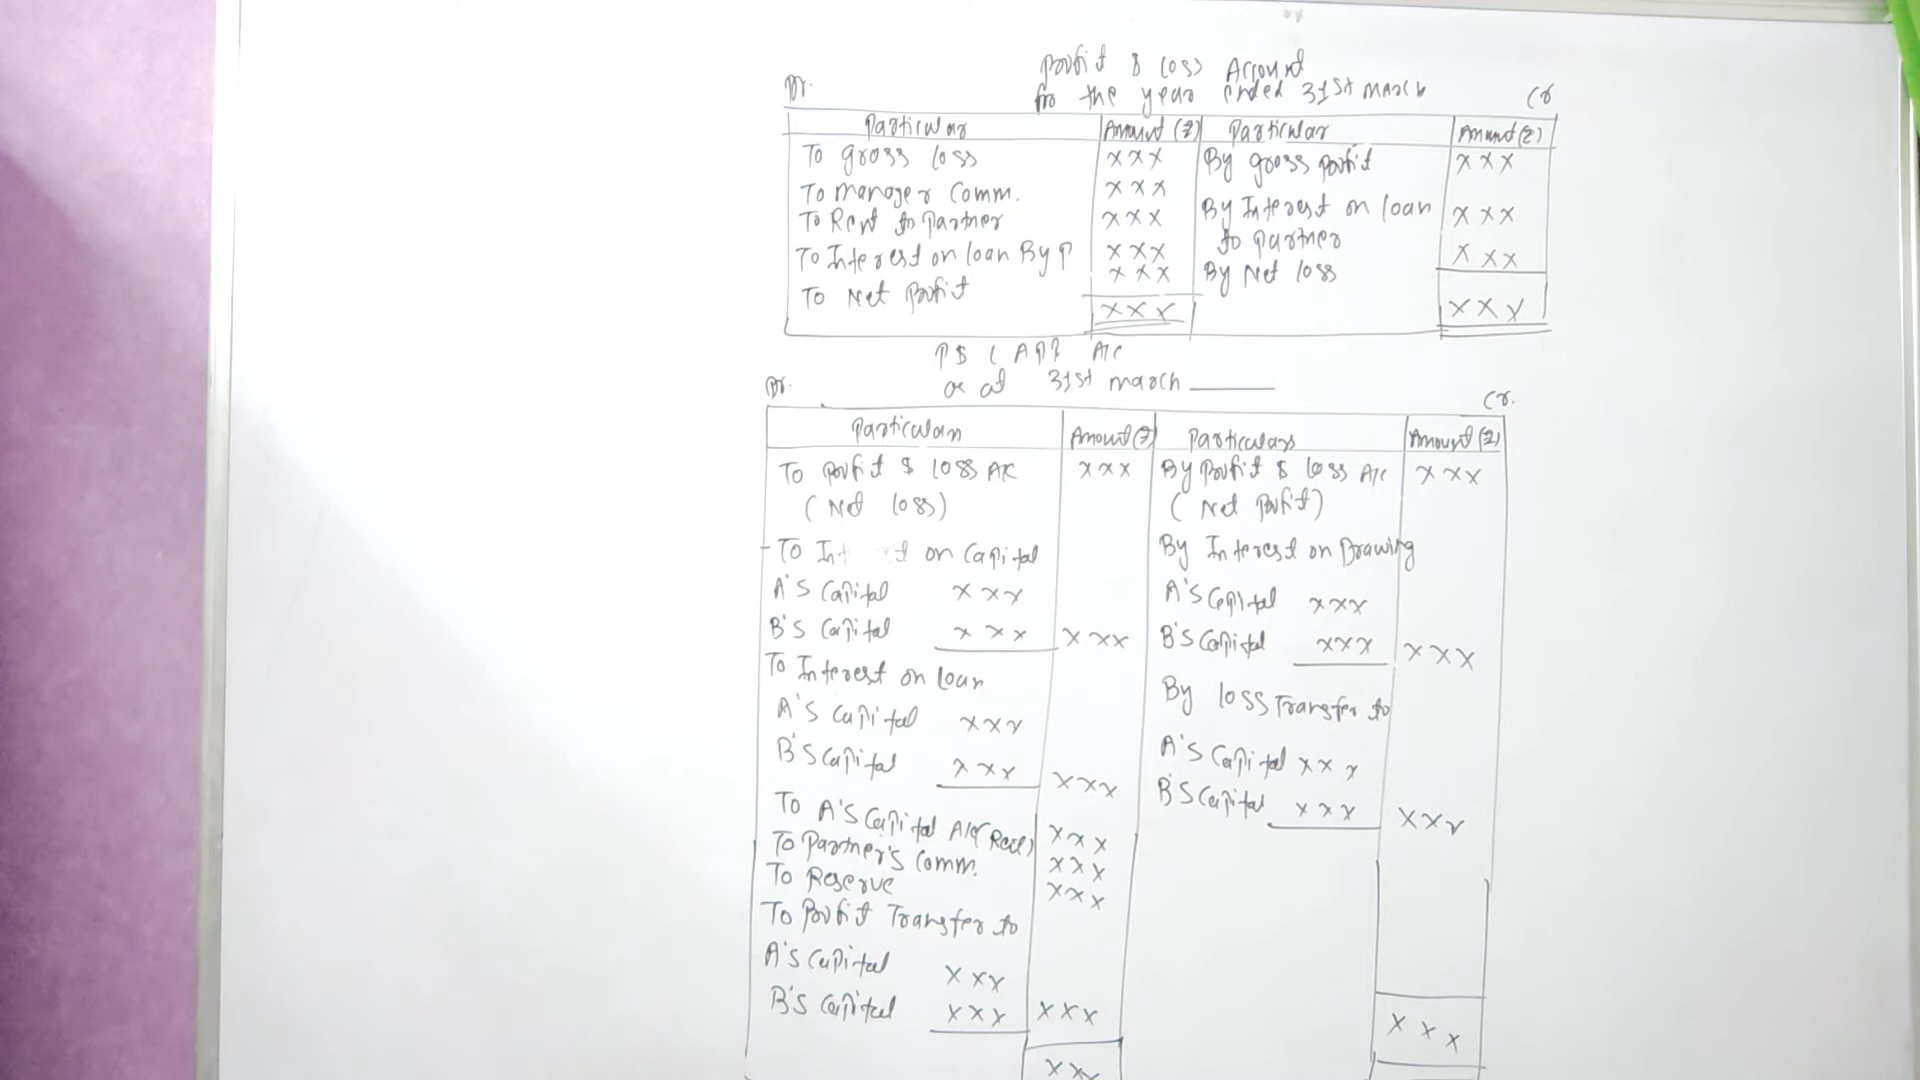 Profit & Loss Account
Dr. for the year ended 31st march Cr
Particular Amount (₹) Particular Amount (₹)
To gross loss xxx By gross profit xxx
To manager Comm. xxx
To Rent to Partner xxx By Interest on loan xxx
to partner
To Interest on loan By P xxx xxx
To Net Profit xxx By Net loss
xxx xxx
P & L APP A/C
Dr. as at 31st march Cr.
Particulars Amount (₹) Particulars Amount (₹)
To profit & loss A/C xxx By Profit & loss A/C xxx
(Net loss) (Net Profit)
To Int on Capital By Interest on Drawing
A's Capital xxx A's Capital xxx
B's Capital xxx xxx B's Capital xxx xxx
To Interest on loan By loss Transfer to
A's Capital xxx A's Capital xxx
B's Capital xxx xxx B's Capital xxx xxx
To A's Capital A/C xxx
To Partner's Comm. xxx
To Reserve xxx
To Profit Transfer to
A's Capital xxx
B's Capital xxx xxx xxx
xxx